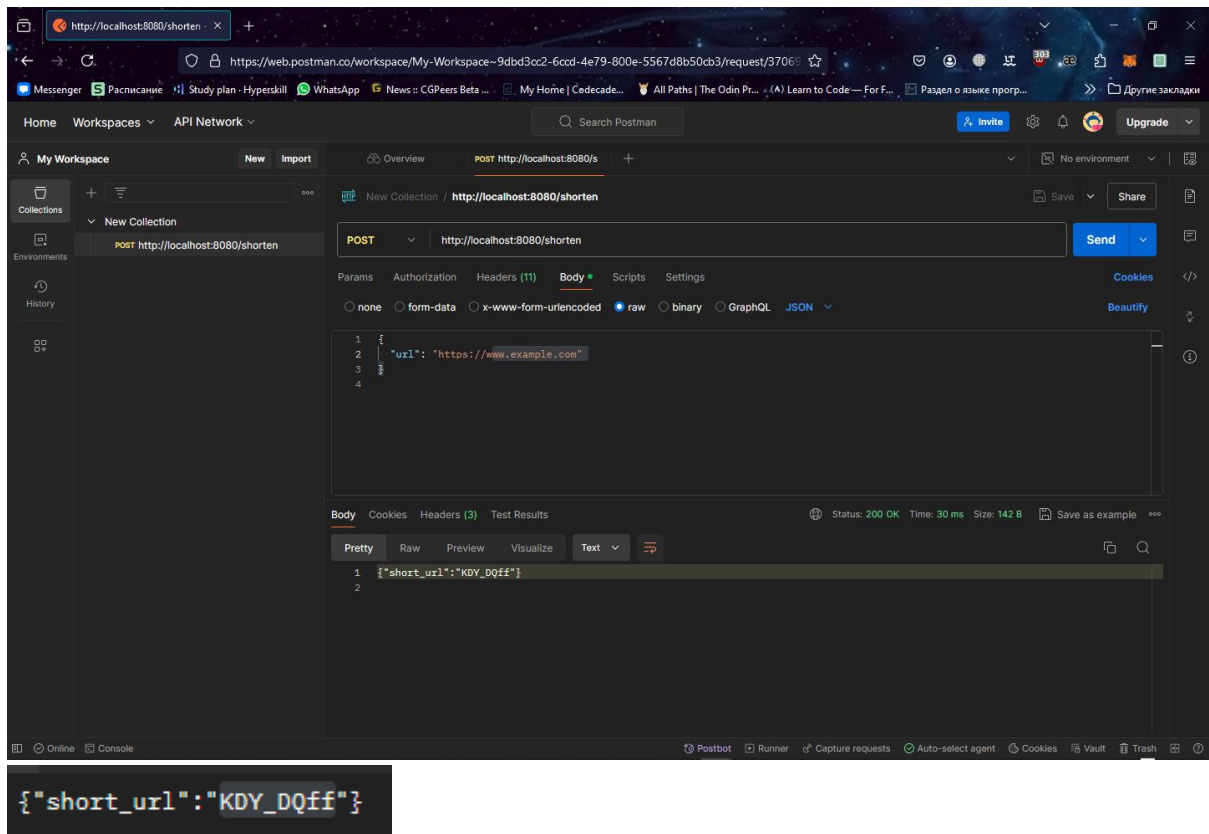 http://localhost:8080/shorten -
https://web.postman.co/workspace/My-Workspace~9dbd3cc2-6ccd-4e79-800e-5567d8b50cb3/request/37069
303
Messenger Расписание Study plan · Hyperskill WhatsApp News :: CGPeers Beta ... My Home | Codecade... All Paths | The Odin Pr... (A) Learn to Code — For F... Раздел о языке прогр... Другие закладки
Home Workspaces API Network Search Postman Invite Upgrade
My Workspace New Import Overview POST http://localhost:8080/s No environment
Collections
New Collection / http://localhost:8080/shorten Save Share
New Collection
POST http://localhost:8080/shorten
Environments
History
POST http://localhost:8080/shorten Send
Params Authorization Headers (11) Body Scripts Settings Cookies
none form-data x-www-form-urlencoded raw binary GraphQL JSON Beautify
1 {
2 "url": "https://www.example.com"
3 }
4
Body Cookies Headers (3) Test Results Status: 200 OK Time: 30 ms Size: 142 B Save as example
Pretty Raw Preview Visualize Text
1 {"short_url":"KDY_DQff"}
2
Online Console Postbot Runner Capture requests Auto-select agent Cookies Vault Trash
{"short_url":"KDY_DQff"}